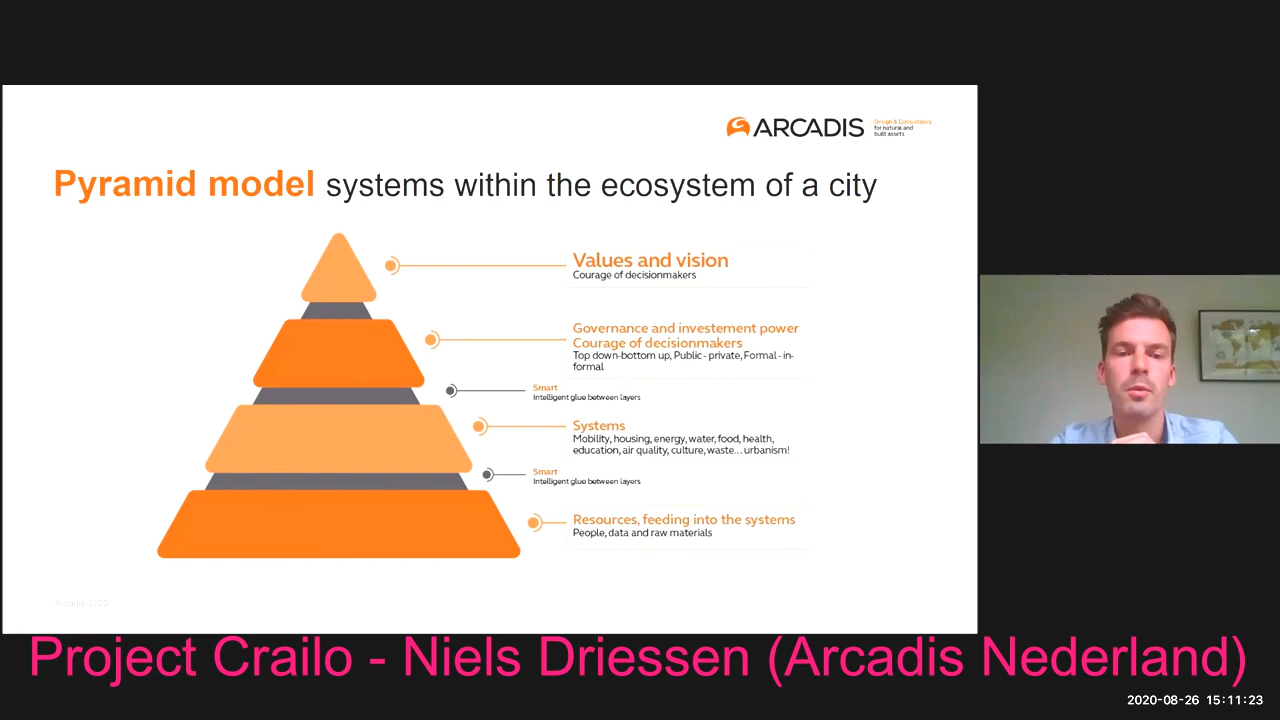 ARCADIS
Design & Consultancy
for natural and
built assets
Pyramid model systems within the ecosystem of a city
Values and vision
Courage of decisionmakers
Governance and investement power
Courage of decisionmakers
Top down-bottom up, Public - private, Formal - in-
formal
Smart
Intelligent glue between layers
Systems
Mobility, housing, energy, water, food, health,
education, air quality, culture, waste... urbanism!
Smart
Intelligent glue between layers
Resources, feeding into the systems
People, data and raw materials
Arcadis 2020
Project Crailo - Niels Driessen (Arcadis Nederland)
2020-08-26 15:11:23